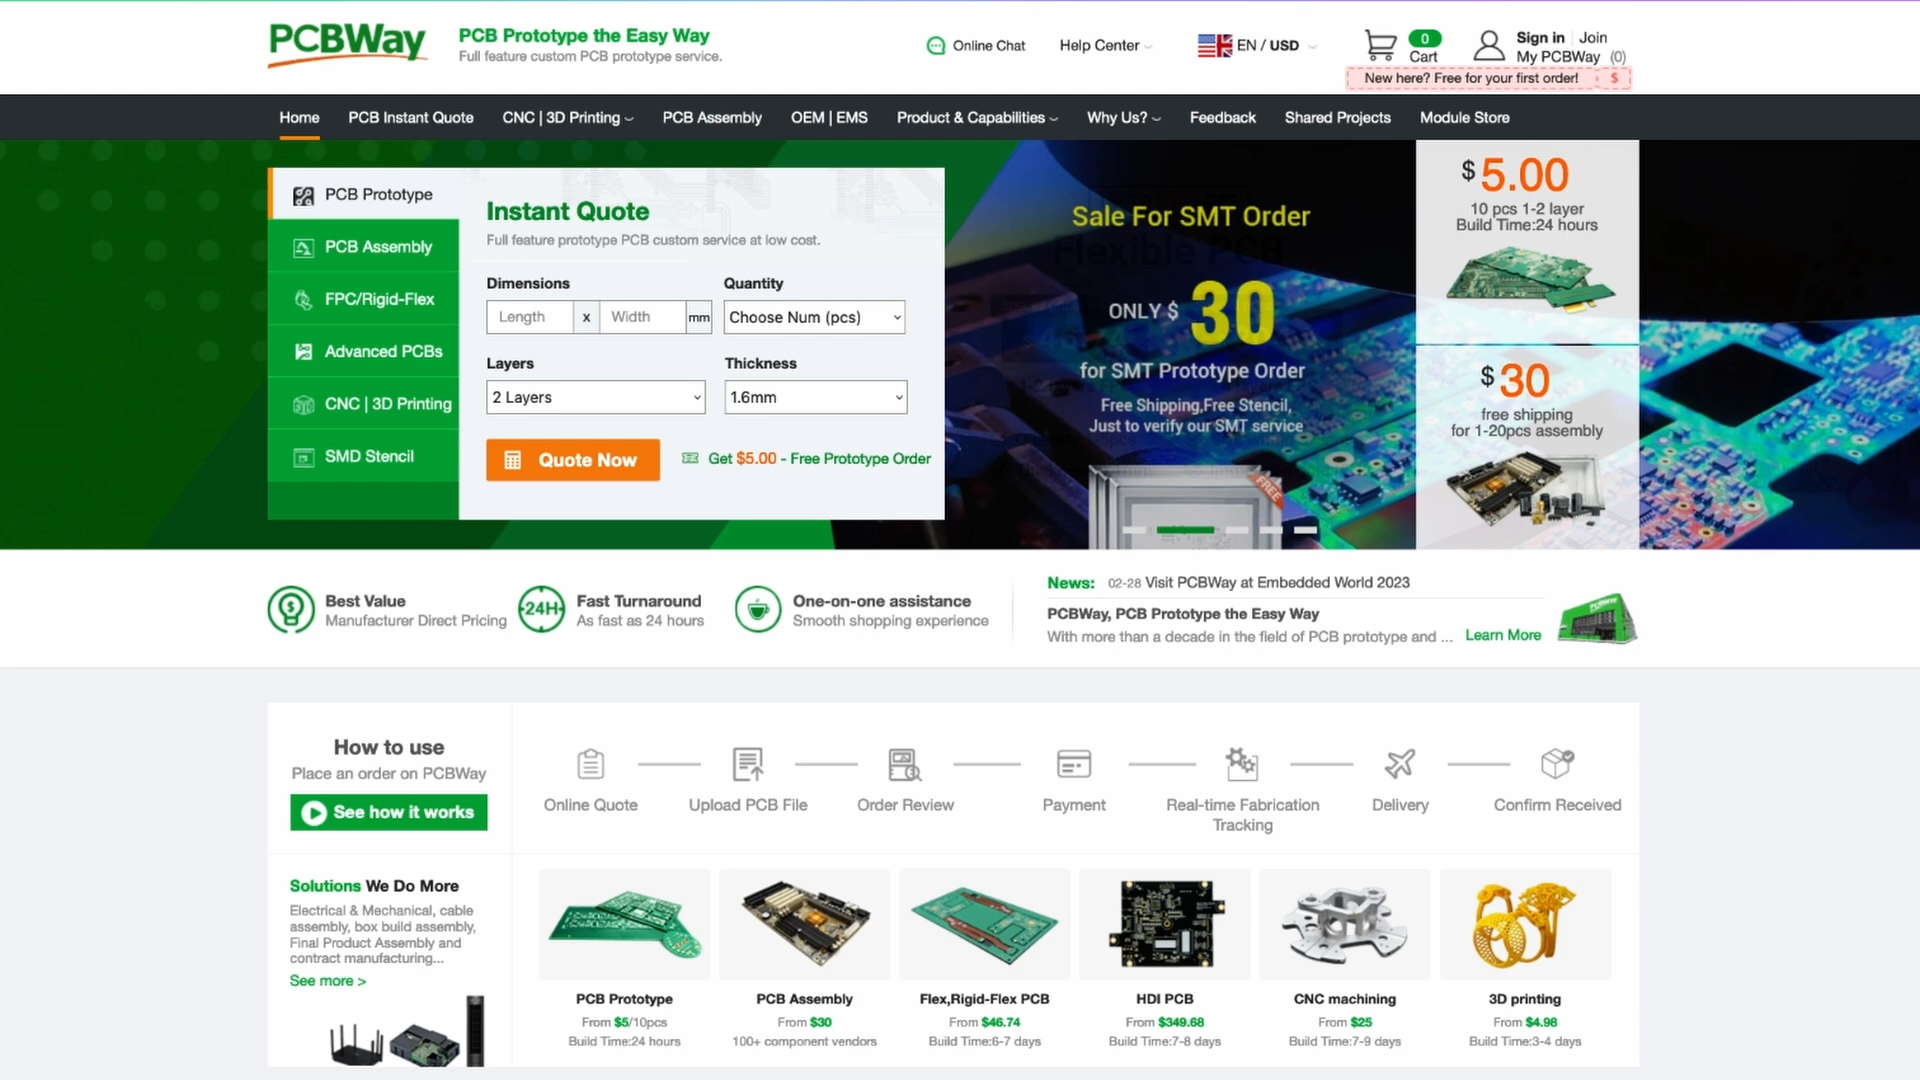 PCBWay
PCB Prototype the Easy Way
Full feature custom PCB prototype service.
Online Chat
Help Center
EN / USD
0
Cart
Sign in | Join
My PCBWay (0)
New here? Free for your first order! $
Home
PCB Instant Quote
CNC | 3D Printing
PCB Assembly
OEM | EMS
Product & Capabilities
Why Us?
Feedback
Shared Projects
Module Store
PCB Prototype
PCB Assembly
FPC/Rigid-Flex
Advanced PCBs
CNC | 3D Printing
SMD Stencil
Instant Quote
Full feature prototype PCB custom service at low cost.
Dimensions
Quantity
Length x Width mm
Choose Num (pcs)
Layers
Thickness
2 Layers
1.6mm
Quote Now
Get $5.00 - Free Prototype Order
Sale For SMT Order
Flexible PCB
ONLY $ 30
for SMT Prototype Order
Free Shipping,Free Stencil,
Just to verify our SMT service
FREE
$5.00
10 pcs 1-2 layer
Build Time:24 hours
$30
free shipping
for 1-20pcs assembly
Best Value
Manufacturer Direct Pricing
24H
Fast Turnaround
As fast as 24 hours
One-on-one assistance
Smooth shopping experience
News: 02-28 Visit PCBWay at Embedded World 2023
PCBWay, PCB Prototype the Easy Way
With more than a decade in the field of PCB prototype and ... Learn More
PCBWay
How to use
Place an order on PCBWay
See how it works
Online Quote
Upload PCB File
Order Review
Payment
Real-time Fabrication
Tracking
Delivery
Confirm Received
Solutions We Do More
Electrical & Mechanical, cable
assembly, box build assembly,
Final Product Assembly and
contract manufacturing...
See more >
PCB Prototype
From $5/10pcs
Build Time:24 hours
PCB Assembly
From $30
100+ component vendors
Flex,Rigid-Flex PCB
From $46.74
Build Time:6-7 days
HDI PCB
From $349.68
Build Time:7-8 days
CNC machining
From $25
Build Time:7-9 days
3D printing
From $4.98
Build Time:3-4 days